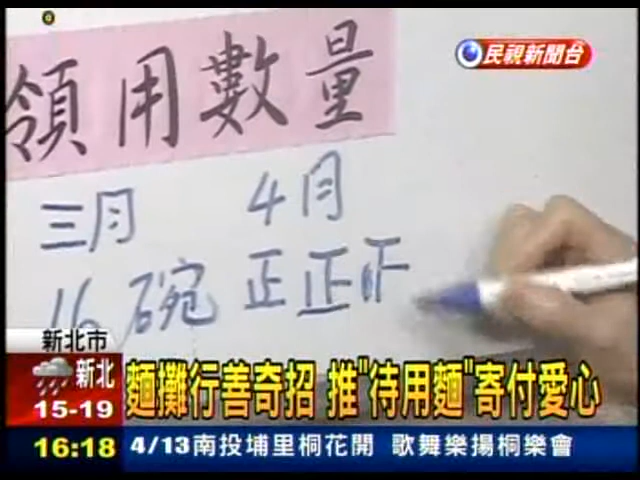 民視新聞台
領用數量
三月 4月
16碗 正正正
新北市
新北
15-19
麵攤行善奇招 推"待用麵"寄付愛心
16:18
4/13南投埔里桐花開 歌舞樂揚桐樂會